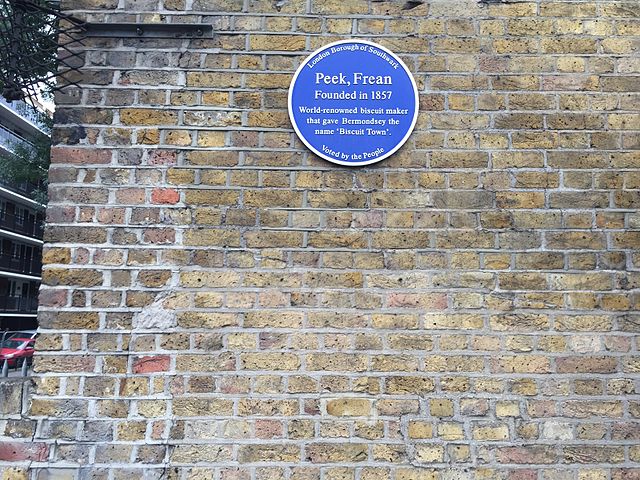 London Borough of Southwark
Peek, Frean
Founded in 1857
World-renowned biscuit maker
that gave Bermondsey the
name 'Biscuit Town'.
Voted by the People